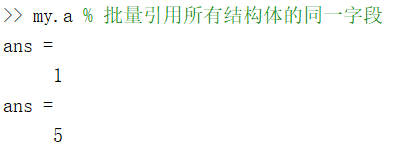 >> my.a % 批量引用所有结构体的同一字段
ans =
1
ans =
5